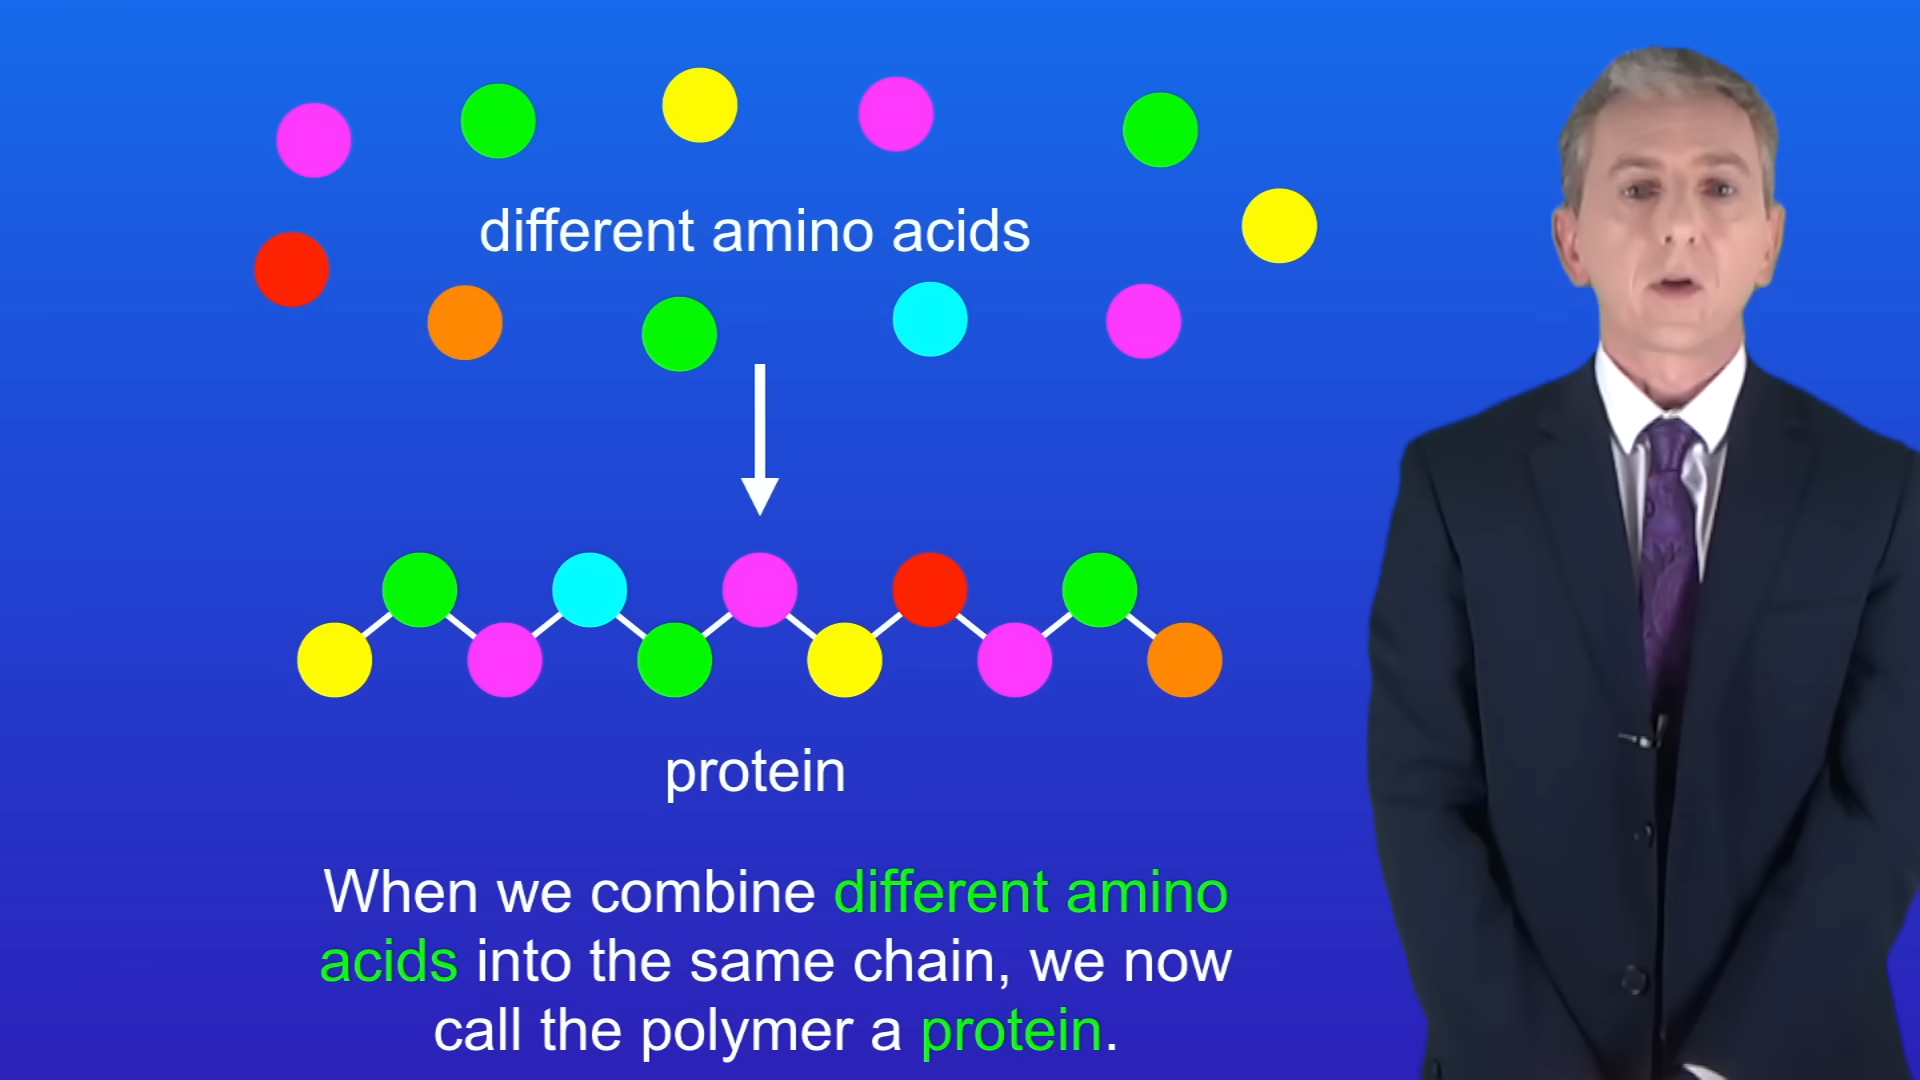 different amino acids
protein
When we combine different amino
acids into the same chain, we now
call the polymer a protein.